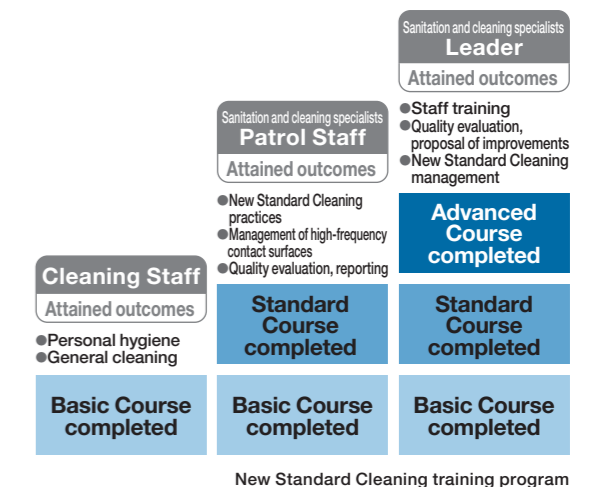 Sanitation and cleaning specialists
Leader
Attained outcomes
●Staff training
●Quality evaluation,
proposal of improvements
●New Standard Cleaning
management
Advanced
Course
completed
Sanitation and cleaning specialists
Patrol Staff
Attained outcomes
●New Standard Cleaning
practices
●Management of high-frequency
contact surfaces
●Quality evaluation, reporting
Standard
Course
completed
Standard
Course
completed
Cleaning Staff
Attained outcomes
●Personal hygiene
●General cleaning
Basic Course
completed
Basic Course
completed
Basic Course
completed
New Standard Cleaning training program